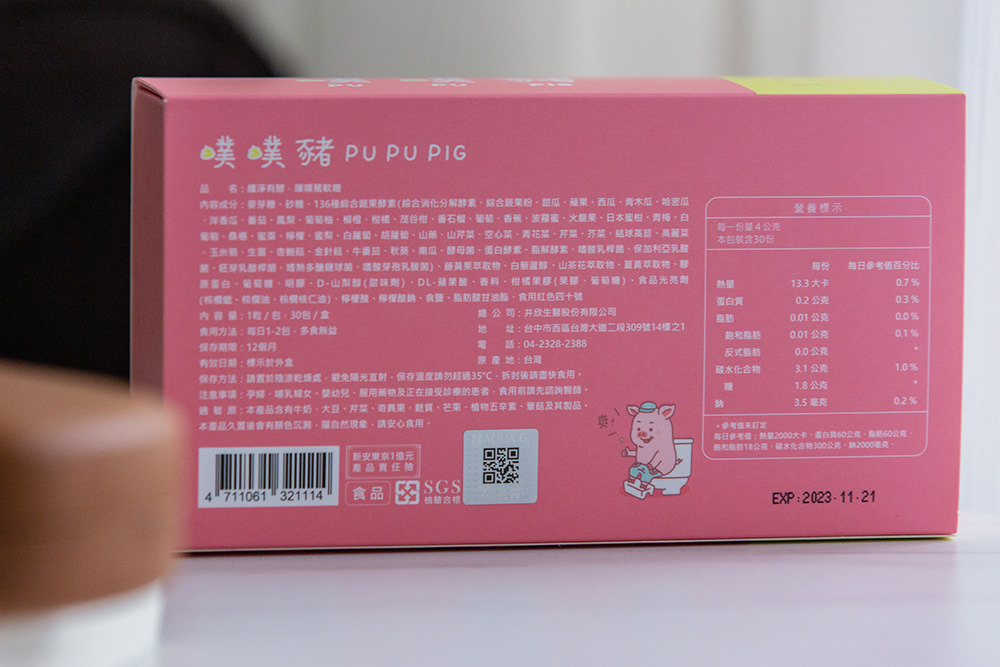 噗噗豬 PU PU PIG
品 名：纖淨有酵．噗噗豬軟糖
內容成分：麥芽糖、砂糖、136種綜合蔬果酵素(綜合消化分解酵素、綜合蔬果粉、甜瓜、蘋果、西瓜、青木瓜、哈密瓜
、洋香瓜、番茄、鳳梨、葡萄柚、柳橙、柑橘、茂谷柑、番石榴、葡萄、香蕉、波羅蜜、火龍果、日本蜜柑、青梅、白
葡萄、桑椹、蜜棗、檸檬、蜜梨、白蘿蔔、胡蘿蔔、山藥、山芹菜、空心菜、青花菜、芹菜、芥菜、結球萵苣、高麗菜
、玉米筍、生薑、杏鮑菇、金針菇、牛番茄、秋葵、南瓜、酵母菌、蛋白酵素、脂解酵素、嗜酸乳桿菌、保加利亞乳酸
菌、胚芽乳酸桿菌、嗜熱多醣鏈球菌、嗜酸芽孢乳酸菌)、藤黃果萃取物、白藜蘆醇、山茶花萃取物、薑黃萃取物、膠
原蛋白、葡萄糖、明膠、D-山梨醇(甜味劑)、DL-蘋果酸、香料、柑橘果膠(果膠、葡萄糖)、食品光亮劑
(棕櫚蠟、棕櫚油、棕櫚核仁油)、檸檬酸、檸檬酸鈉、食鹽、脂肪酸甘油酯、食用紅色四十號
內 容 量：1粒 / 包，30包 / 盒
食用方法：每日1-2包，多食無益
保存期限：12個月
有效日期：標示於外盒
總 公 司：井欣生醫股份有限公司
地 址：台中市西區台灣大道二段309號14樓之1
電 話：04-2328-2388
原 產 地：台灣
保存方法：請置於陰涼乾燥處，避免陽光直射，保存溫度請勿超過35°C，拆封後請盡快食用。
注意事項：孕婦、哺乳婦女、嬰幼兒、服用藥物及正在接受診療的患者，食用前請先諮詢醫師。
過 敏 原：本產品含有牛奶、大豆、芹菜、奇異果、麩質、芒果、植物五辛素、蕈菇及其製品。
本產品久置後會有顏色沉澱，屬自然現象，請安心食用。
4 711061 321114
新安東京1億元
產品責任險
食品
SGS
檢驗合格
爽!
營養標示
每一份量 4 公克
本包裝含30份
每份 每日參考值百分比
熱量 13.3 大卡 0.7 %
蛋白質 0.2 公克 0.3 %
脂肪 0.01 公克 0.0 %
飽和脂肪 0.01 公克 0.1 %
反式脂肪 0.0 公克 *
碳水化合物 3.1 公克 1.0 %
糖 1.8 公克 *
鈉 3.5 毫克 0.2 %
*參考值未訂定
每日參考值：熱量2000大卡、蛋白質60公克、脂肪60公克、
飽和脂肪18公克、碳水化合物300公克、鈉2000毫克。
EXP:2023.11.21